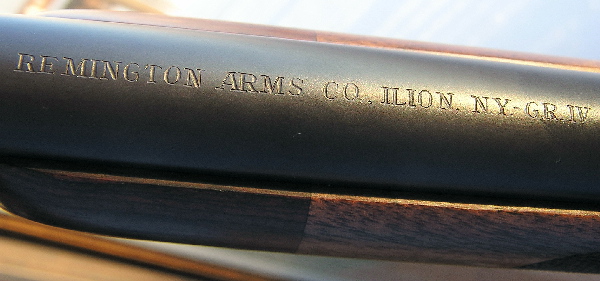 REMINGTON ARMS CO., ILION, NY-GR. IV